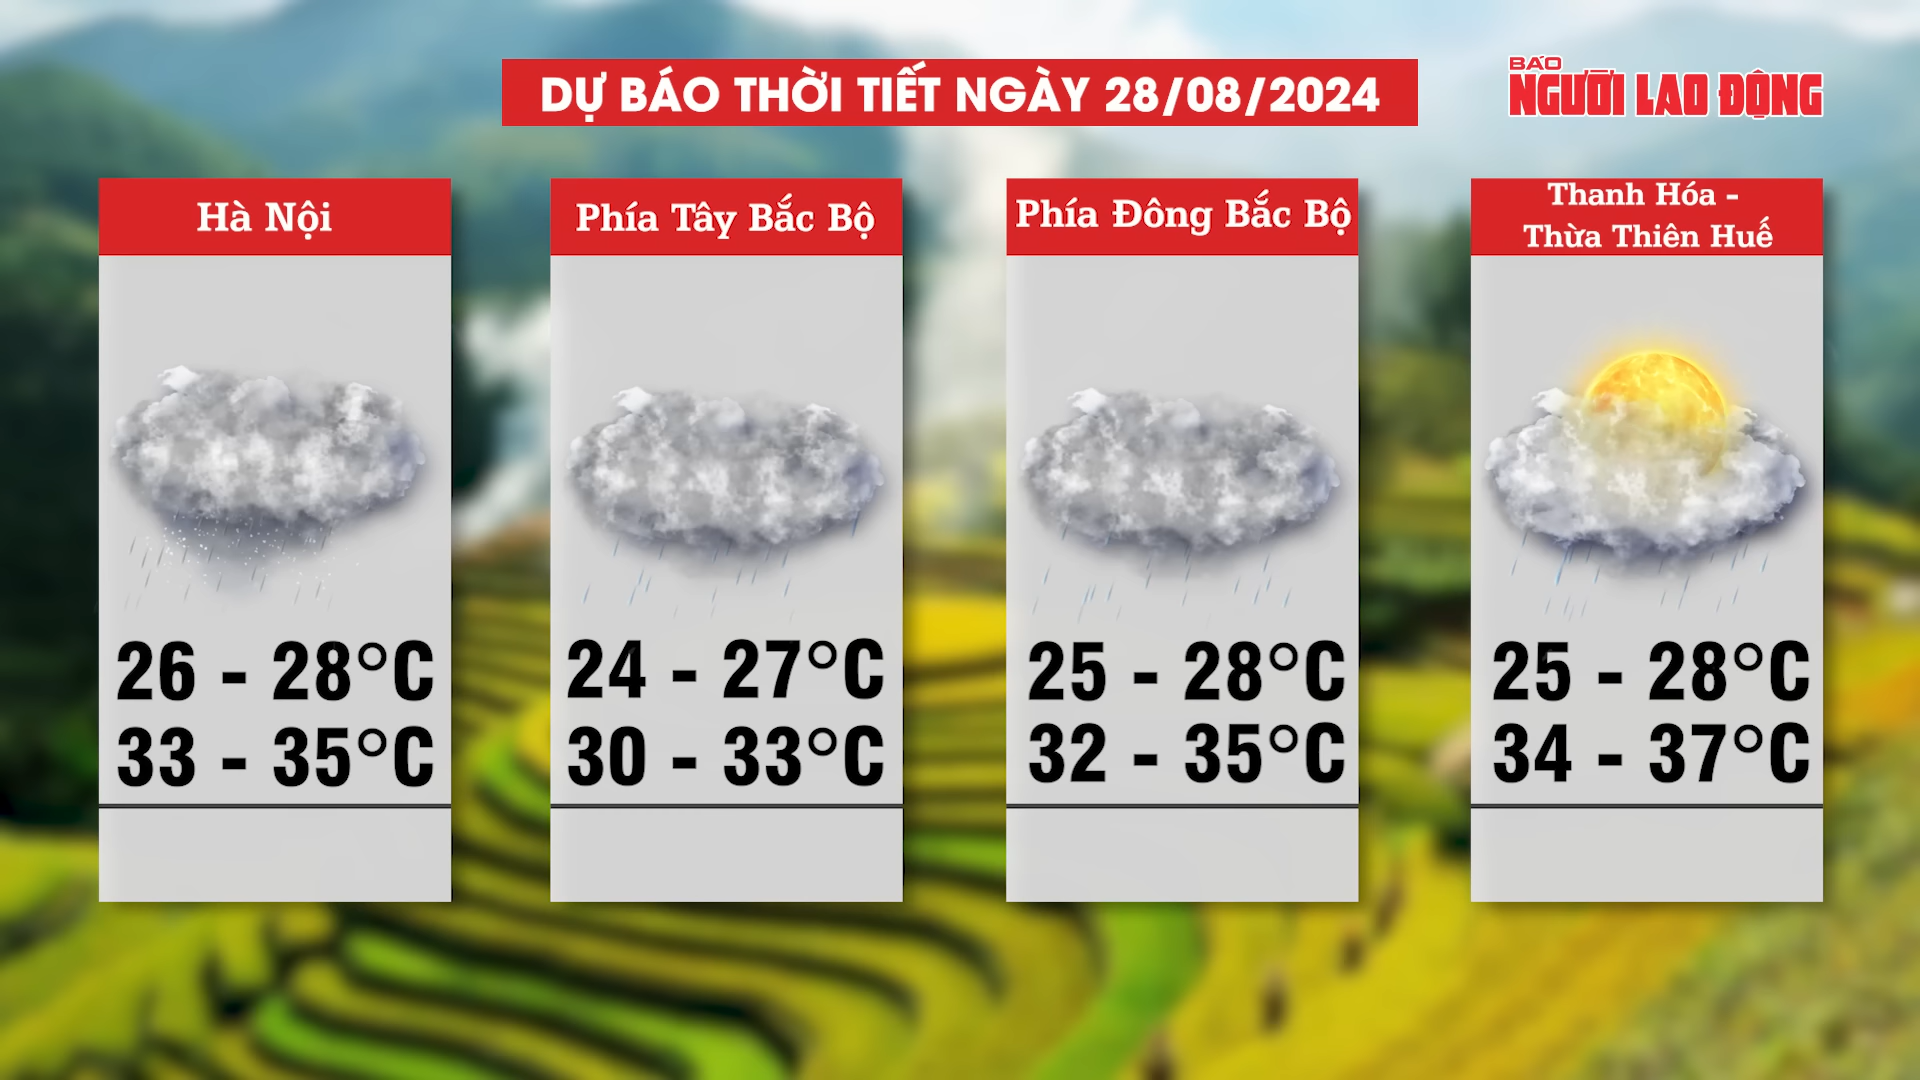 DỰ BÁO THỜI TIẾT NGÀY 28/08/2024
BÁO
NGƯỜI LAO ĐỘNG
Hà Nội
26 - 28°C
33 - 35°C
Phía Tây Bắc Bộ
24 - 27°C
30 - 33°C
Phía Đông Bắc Bộ
25 - 28°C
32 - 35°C
Thanh Hóa -
Thừa Thiên Huế
25 - 28°C
34 - 37°C